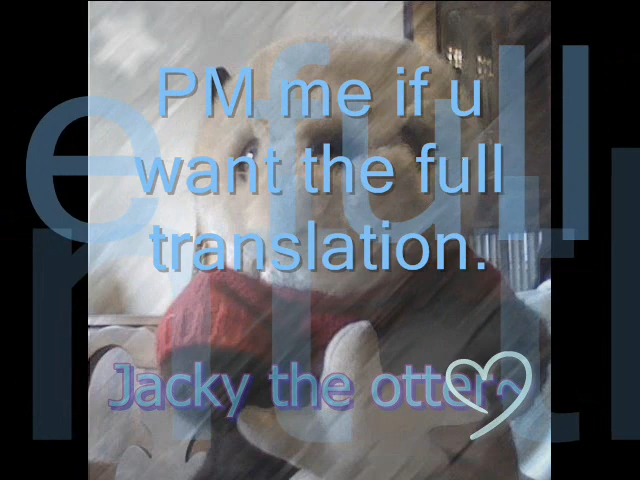 PM me if u
want the full
translation.
Jacky the otter~